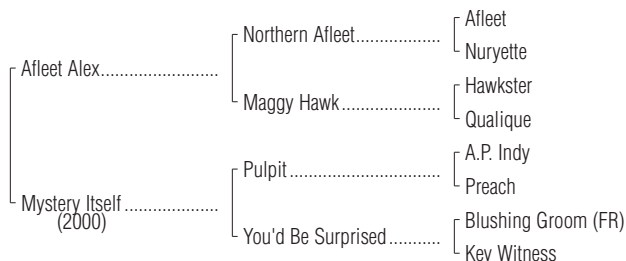 Afleet
Northern Afleet....................
Nuryette
Afleet Alex............................
Hawkster
Maggy Hawk.......................
Qualique
A.P. Indy
Pulpit...................................
Preach
Mystery Itself......................
(2000)
Blushing Groom (FR)
You'd Be Surprised............
Key Witness